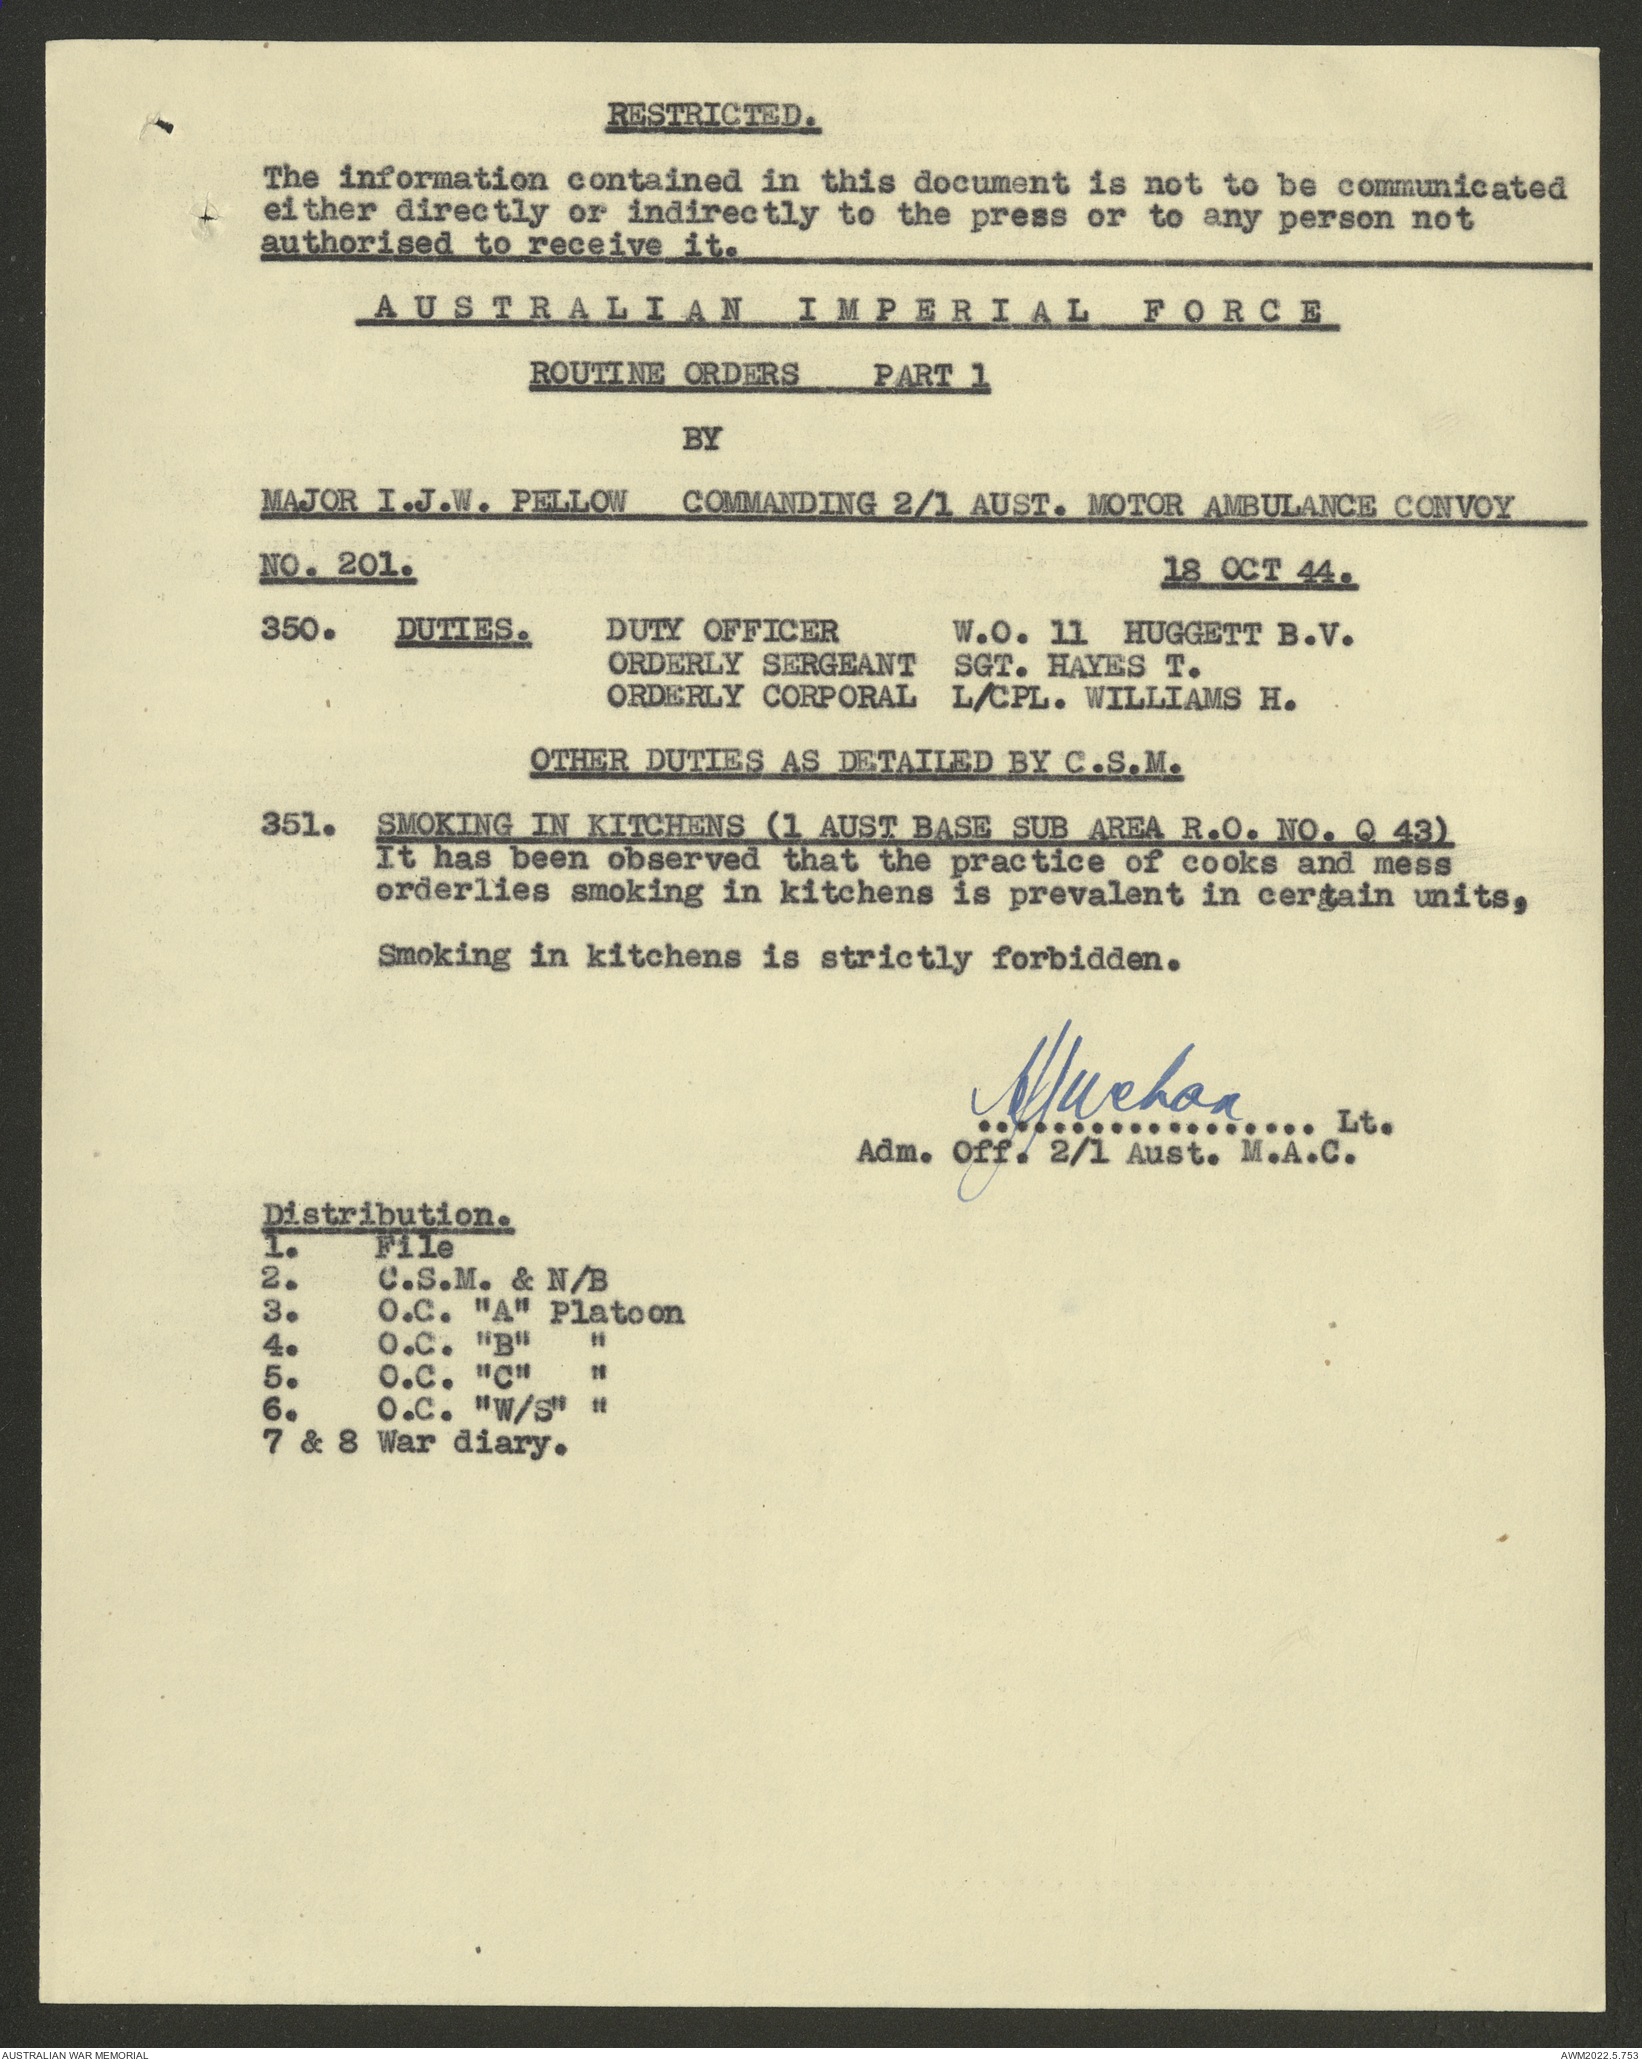 RESTRICTED.
The information contained in this document is not to be communicated
either directly or indirectly to the press or to any person not
authorised to receive it.
AUSTRALIAN IMPERIAL FORCE
ROUTINE ORDERS PART 1
BY
MAJOR I.J.W. PELLOW COMMANDING 2/1 AUST. MOTOR AMBULANCE CONVOY
NO. 201. 18 OCT 44.
350. DUTIES. DUTY OFFICER W.O. 11 HUGGETT B.V.
ORDERLY SERGEANT SGT. HAYES T.
ORDERLY CORPORAL L/CPL. WILLIAMS H.
OTHER DUTIES AS DETAILED BY C.S.M.
351. SMOKING IN KITCHENS (1 AUST BASE SUB AREA R.O. NO. Q 43)
It has been observed that the practice of cooks and mess
orderlies smoking in kitchens is prevalent in certain units,
Smoking in kitchens is strictly forbidden.
.................. Lt.
Adm. Off. 2/1 Aust. M.A.C.
Distribution.
1. File
2. C.S.M. & N/B
3. O.C. "A" Platoon
4. O.C. "B" "
5. O.C. "C" "
6. O.C. "W/S" "
7 & 8 War diary.
AUSTRALIAN WAR MEMORIAL AWM2022.5.753